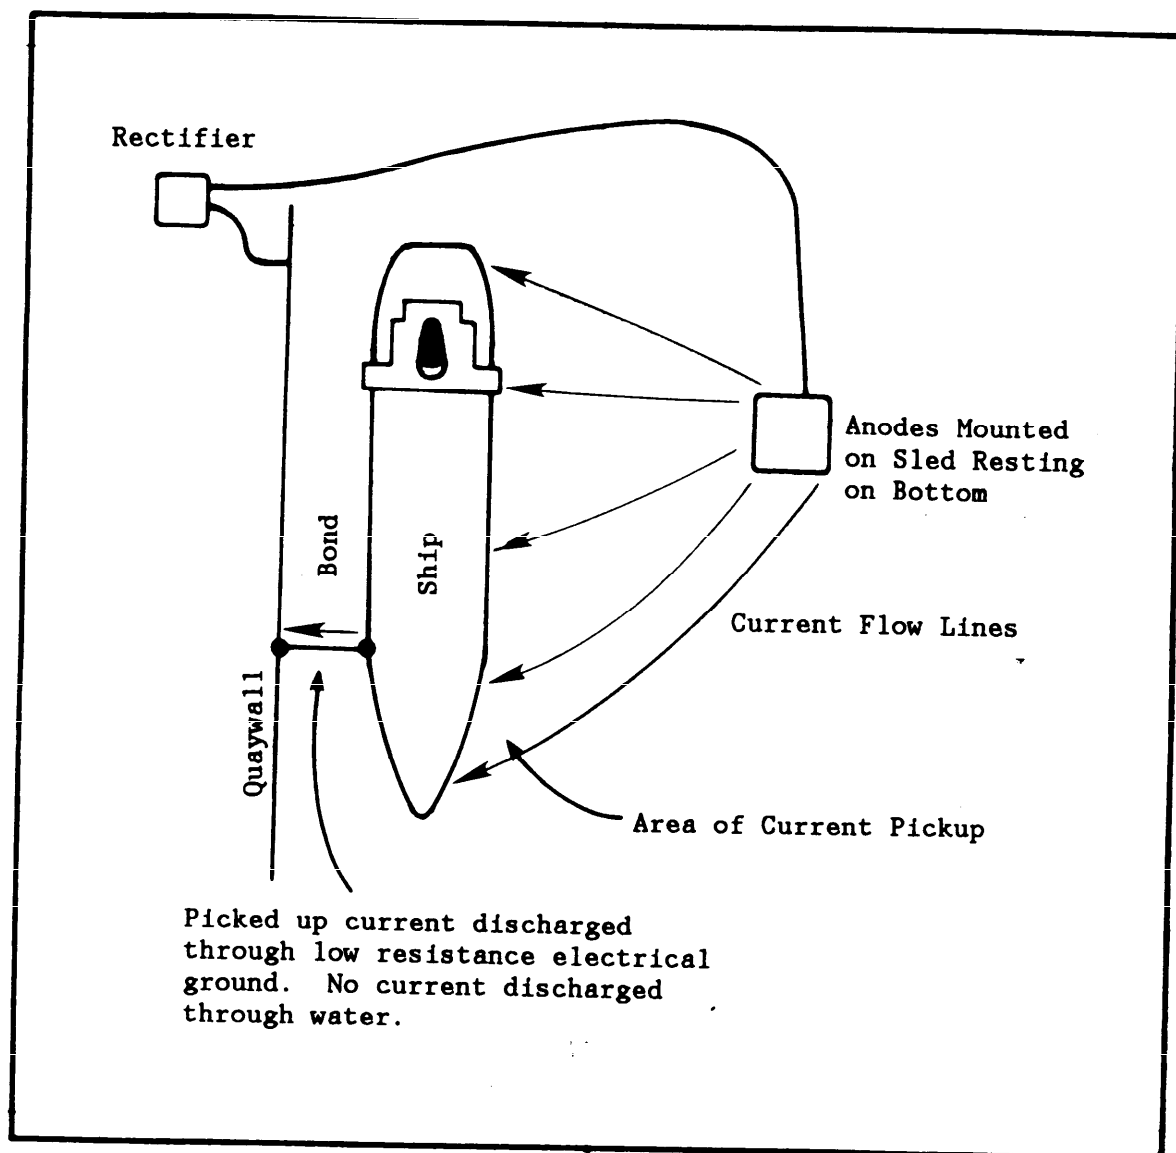 Rectifier
Anodes Mounted
on Sled Resting
on Bottom
Bond
Ship
Current Flow Lines
Quaywall
Area of Current Pickup
Picked up current discharged
through low resistance electrical
ground.  No current discharged
through water.